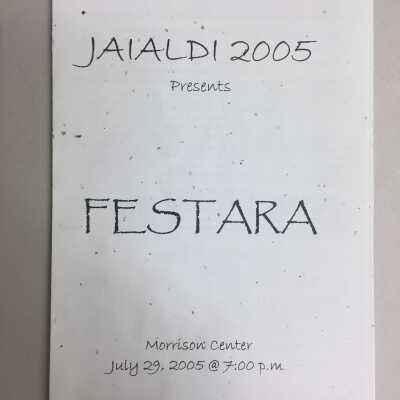 JAIALDI 2005
Presents
FESTARA
Morrison Center
July 29, 2005 @ 7:00 p.m